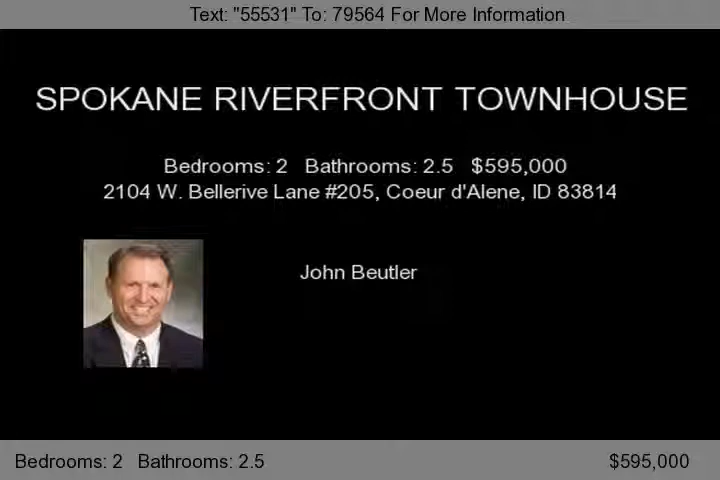 Text: "55531" To: 79564 For More Information
SPOKANE RIVERFRONT TOWNHOUSE
Bedrooms: 2 Bathrooms: 2.5 $595,000
2104 W. Bellerive Lane #205, Coeur d'Alene, ID 83814
John Beutler
Bedrooms: 2 Bathrooms: 2.5 $595,000